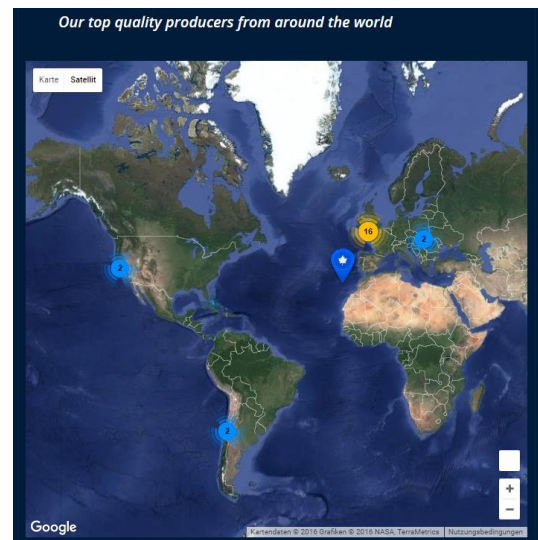 Our top quality producers from around the world
Karte Satellit
16
2
2
2
+
−
Google
Kartendaten © 2016 Grafiken © 2016 NASA, TerraMetrics Nutzungsbedingungen